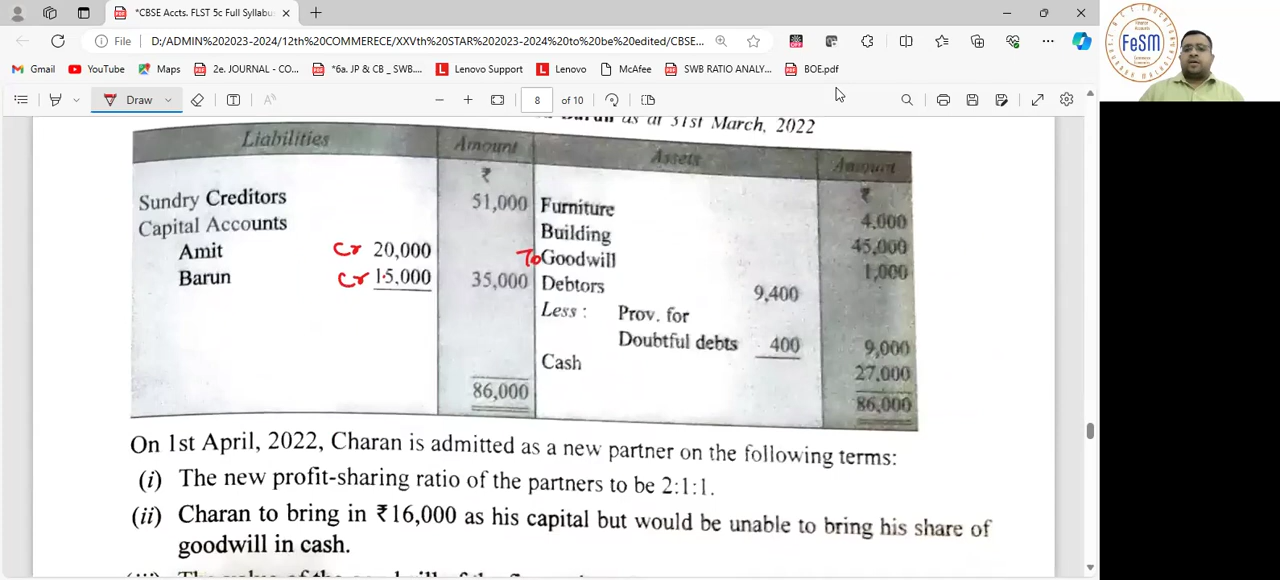 *CBSE Accts. FLST 5c Full Syllabu
File
D:/ADMIN%202023-2024/12th%20COMMERECE/XXVth%20... 2023-2024%20to%20be%20edited/CBSE...
Gmail YouTube Maps 2e. JOURNAL - CO... *6a. JP & CB _ SWB.... Lenovo Support Lenovo McAfee SWB RATIO ANALY... BOE.pdf
Draw
8 of 10
FeSM
as at 31st March, 2022
Liabilities Amount Assets Amount
₹ ₹
Sundry Creditors 51,000 Furniture 4,000
Capital Accounts Building 45,000
Amit Cr 20,000 To Goodwill 1,000
Barun Cr 15,000 35,000 Debtors 9,400
Less : Prov. for
Doubtful debts 400 9,000
Cash 27,000
86,000 86,000
On 1st April, 2022, Charan is admitted as a new partner on the following terms:
(i) The new profit-sharing ratio of the partners to be 2:1:1.
(ii) Charan to bring in ₹16,000 as his capital but would be unable to bring his share of
goodwill in cash.